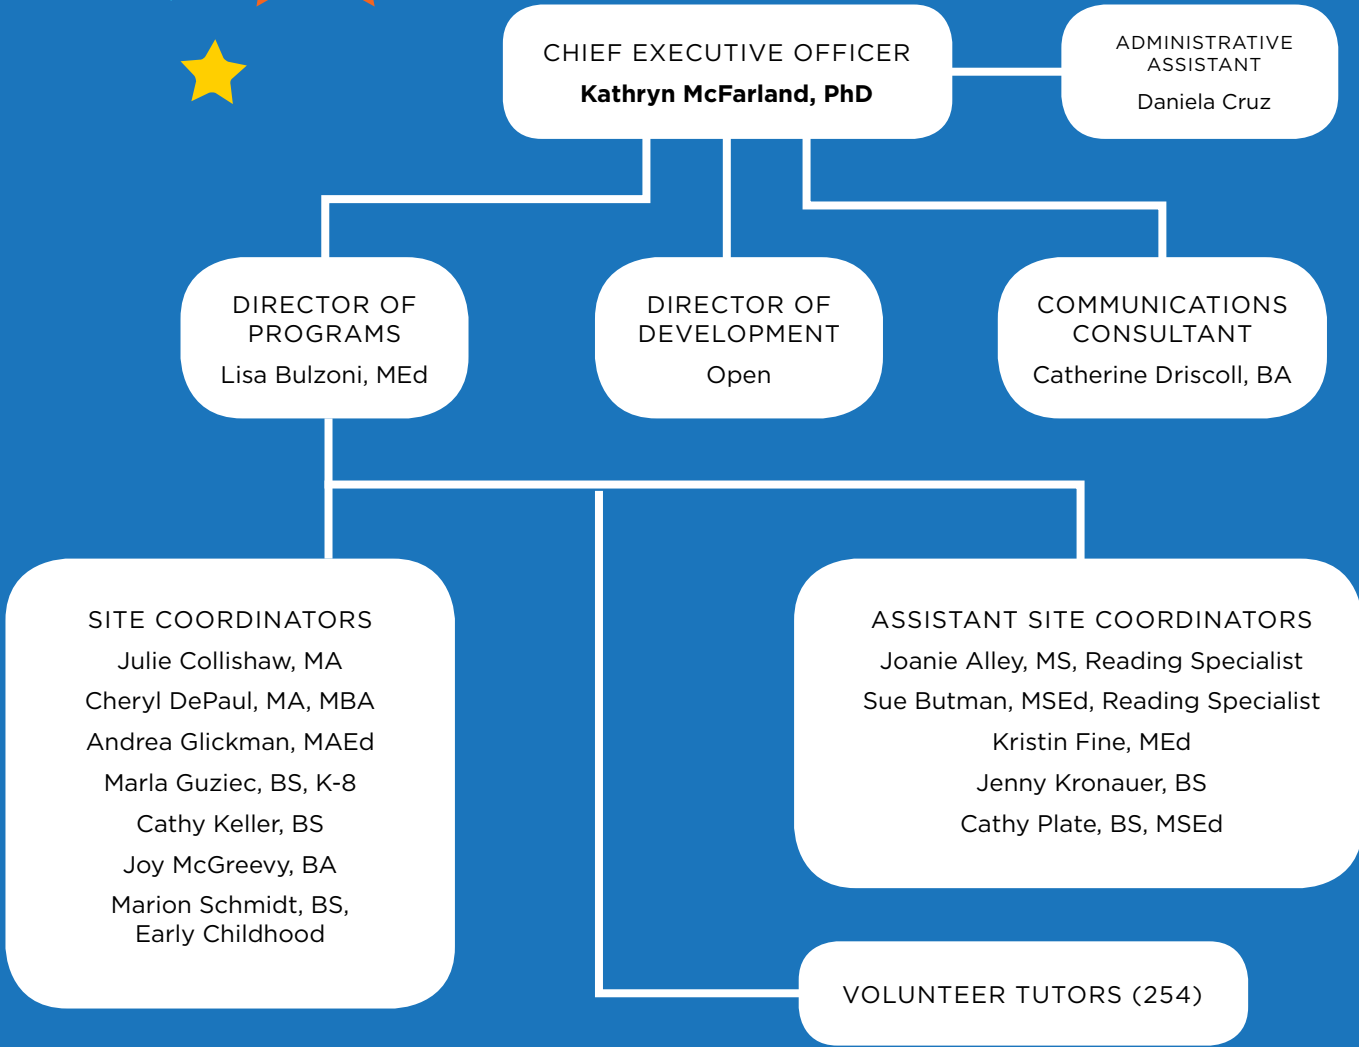 CHIEF EXECUTIVE OFFICER
Kathryn McFarland, PhD
ADMINISTRATIVE
ASSISTANT
Daniela Cruz
DIRECTOR OF
PROGRAMS
Lisa Bulzoni, MEd
DIRECTOR OF
DEVELOPMENT
Open
COMMUNICATIONS
CONSULTANT
Catherine Driscoll, BA
SITE COORDINATORS
Julie Collishaw, MA
Cheryl DePaul, MA, MBA
Andrea Glickman, MAEd
Marla Guziec, BS, K-8
Cathy Keller, BS
Joy McGreevy, BA
Marion Schmidt, BS,
Early Childhood
ASSISTANT SITE COORDINATORS
Joanie Alley, MS, Reading Specialist
Sue Butman, MSEd, Reading Specialist
Kristin Fine, MEd
Jenny Kronauer, BS
Cathy Plate, BS, MSEd
VOLUNTEER TUTORS (254)